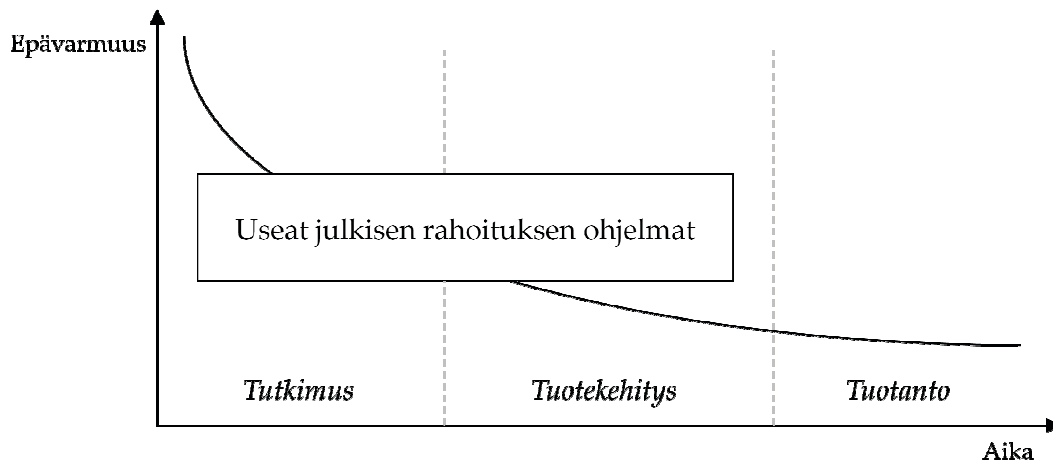 Epävarmuus
Useat julkisen rahoituksen ohjelmat
Tutkimus
Tuotekehitys
Tuotanto
Aika